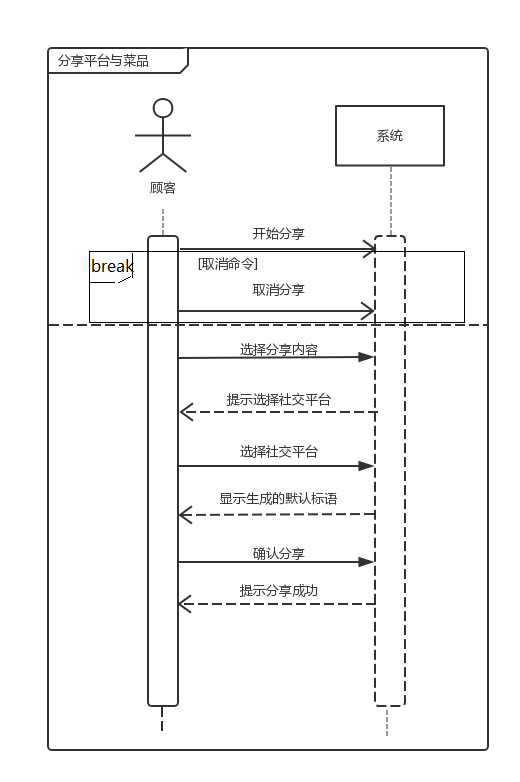 分享平台与菜品
系统
顾客
开始分享
break
[取消命令]
取消分享
选择分享内容
提示选择社交平台
选择社交平台
显示生成的默认标语
确认分享
提示分享成功